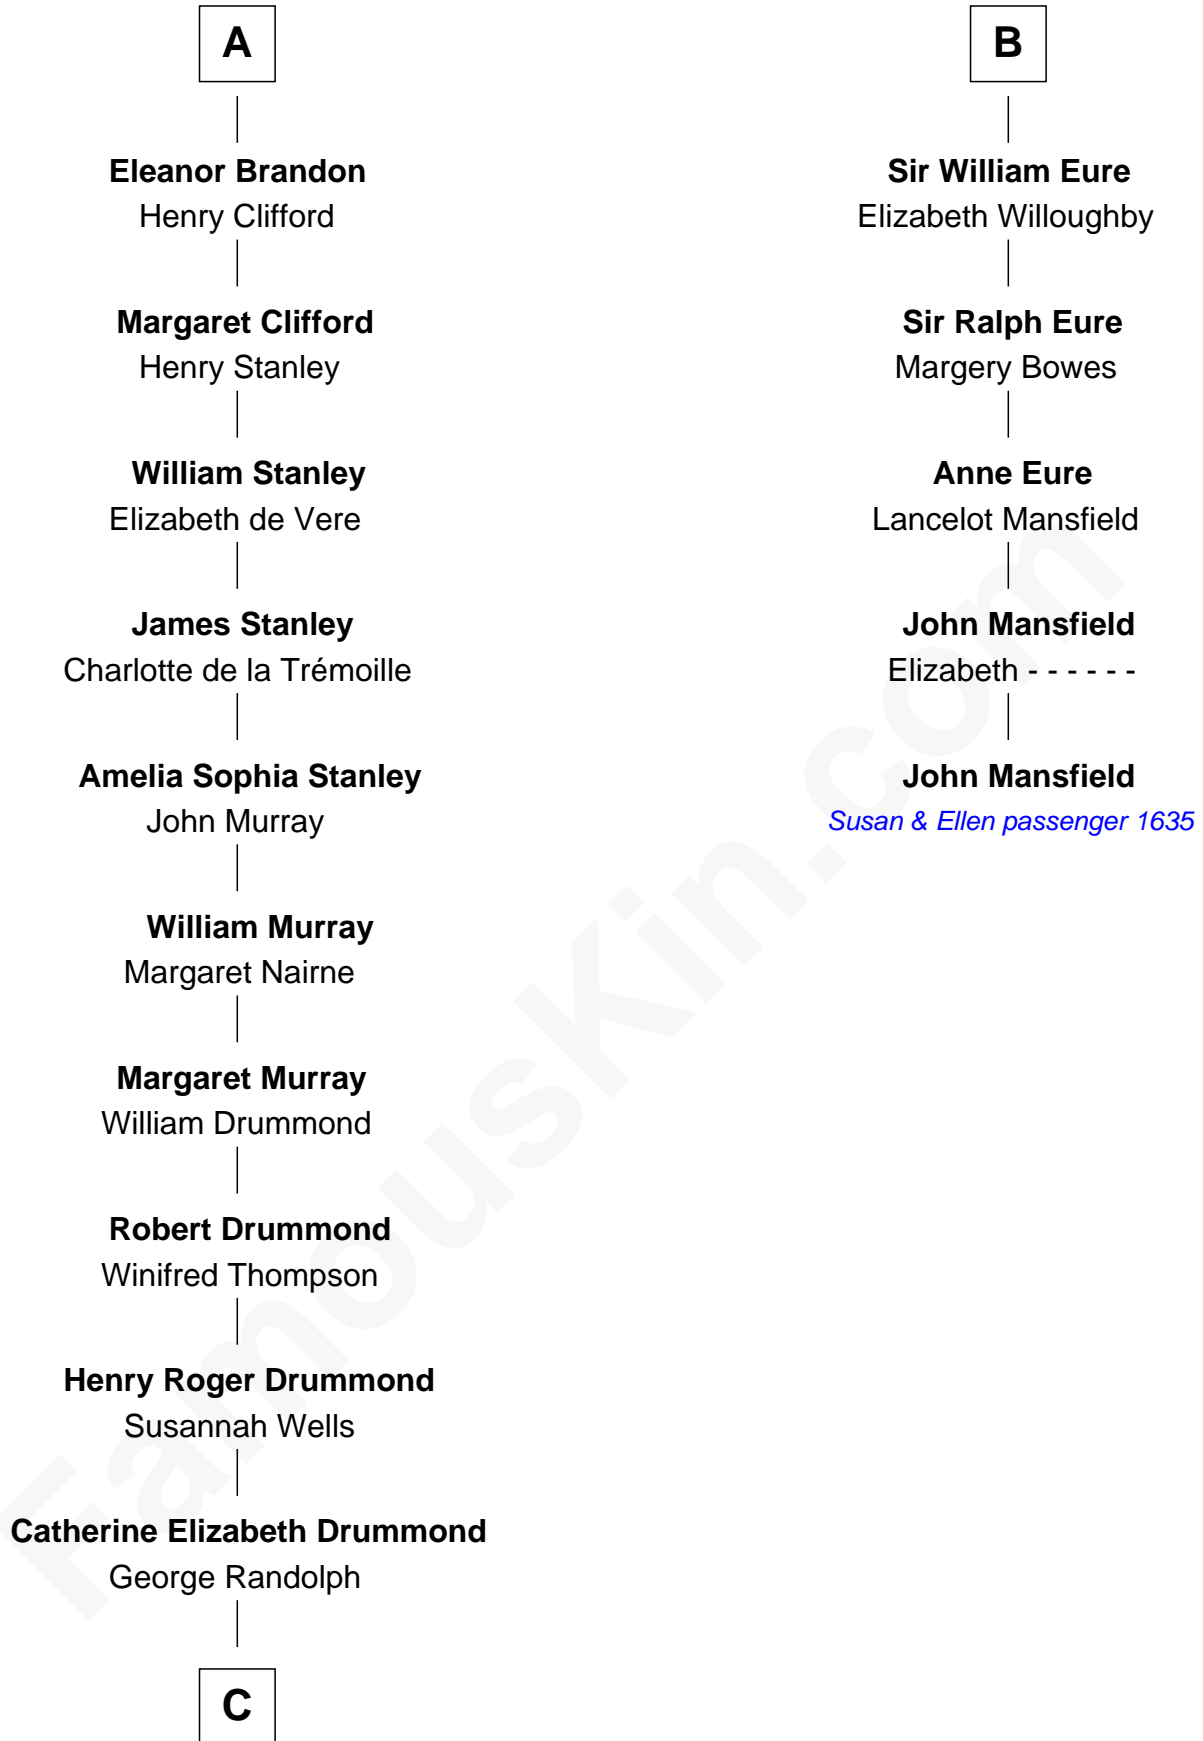 A
Eleanor Brandon
Henry Clifford
Margaret Clifford
Henry Stanley
William Stanley
Elizabeth de Vere
James Stanley
Charlotte de la Trémoille
Amelia Sophia Stanley
John Murray
William Murray
Margaret Nairne
Margaret Murray
William Drummond
Robert Drummond
Winifred Thompson
Henry Roger Drummond
Susannah Wells
Catherine Elizabeth Drummond
George Randolph
C
B
Sir William Eure
Elizabeth Willoughby
Sir Ralph Eure
Margery Bowes
Anne Eure
Lancelot Mansfield
John Mansfield
Elizabeth - - - - - -
John Mansfield
Susan & Ellen passenger 1635
FamousKin.com